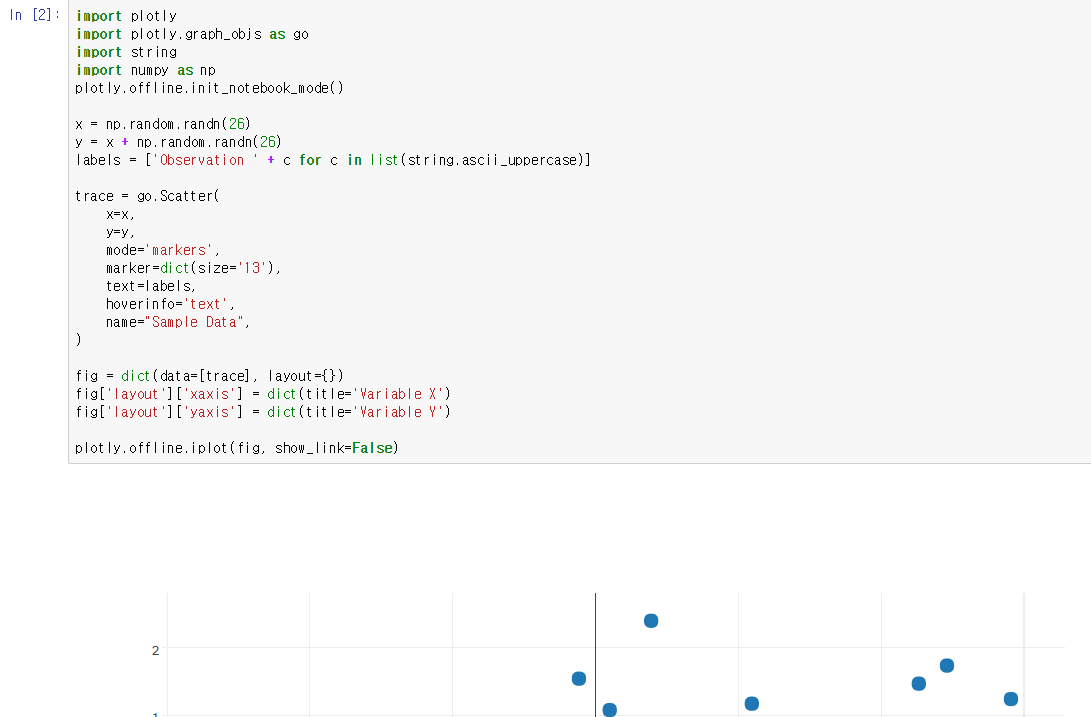 In [2]:
import plotly
import plotly.graph_objs as go
import string
import numpy as np
plotly.offline.init_notebook_mode()
x = np.random.randn(26)
y = x + np.random.randn(26)
labels = ['Observation ' + c for c in list(string.ascii_uppercase)]
trace = go.Scatter(
    x=x,
    y=y,
    mode='markers',
    marker=dict(size='13'),
    text=labels,
    hoverinfo='text',
    name="Sample Data",
)
fig = dict(data=[trace], layout={})
fig['layout']['xaxis'] = dict(title='Variable X')
fig['layout']['yaxis'] = dict(title='Variable Y')
plotly.offline.iplot(fig, show_link=False)
2
1